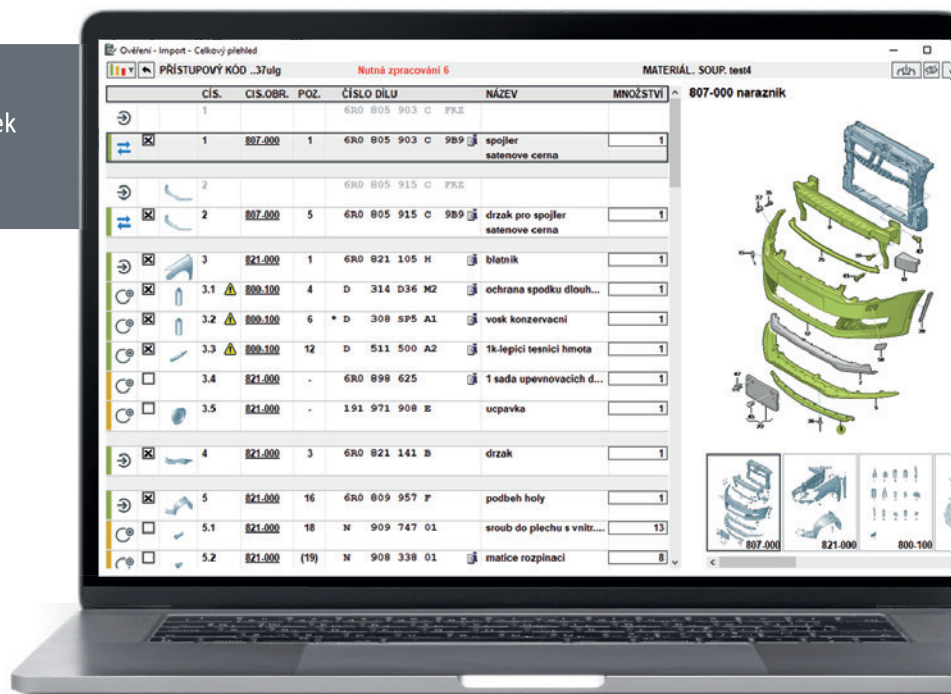 ek
Ověření - Import - Celkový přehled
PŘÍSTUPOVÝ KÓD ..37ulg Nutná zpracování 6 MATERIÁL. SOUP. test4
CÍS. CIS.OBR. POZ. ČÍSLO DÍLU NÁZEV MNOŽSTVÍ
807-000 naraznik
1 6R0 805 903 C FKZ
1 807-000 1 6R0 805 903 C 9B9 spojler 1
satenove cerna
2 6R0 805 915 C FKZ
2 807-000 5 6R0 805 915 C 9B9 drzak pro spojler 1
satenove cerna
3 821-000 1 6R0 821 105 H blatnik 1
3.1 800-100 4 D 314 D36 M2 ochrana spodku dlouh... 1
3.2 800-100 6 * D 308 SP5 A1 vosk konzervacni 1
3.3 800-100 12 D 511 500 A2 1k-lepici tesnici hmota 1
3.4 821-000 - 6R0 898 625 1 sada upevnovacich d... 1
3.5 821-000 - 191 971 908 E ucpavka 1
4 821-000 3 6R0 821 141 B drzak 1
5 821-000 16 6R0 809 957 F podbeh holy 1
5.1 821-000 18 N 909 747 01 sroub do plechu s vnitr.... 13
5.2 821-000 (19) N 908 338 01 matice rozpinaci 8
807-000 821-000 800-100